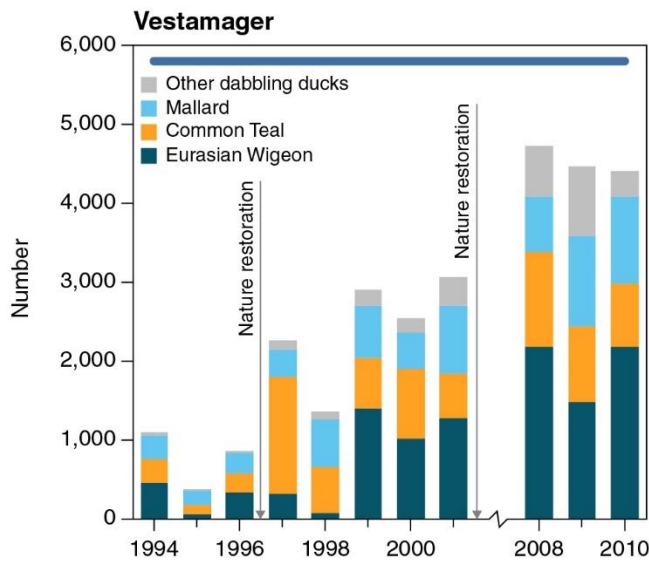 Vestamager
6,000
5,000
4,000
3,000
2,000
1,000
0
Number
Other dabbling ducks
Mallard
Common Teal
Eurasian Wigeon
Nature restoration
Nature restoration
1994
1996
1998
2000
2008
2010